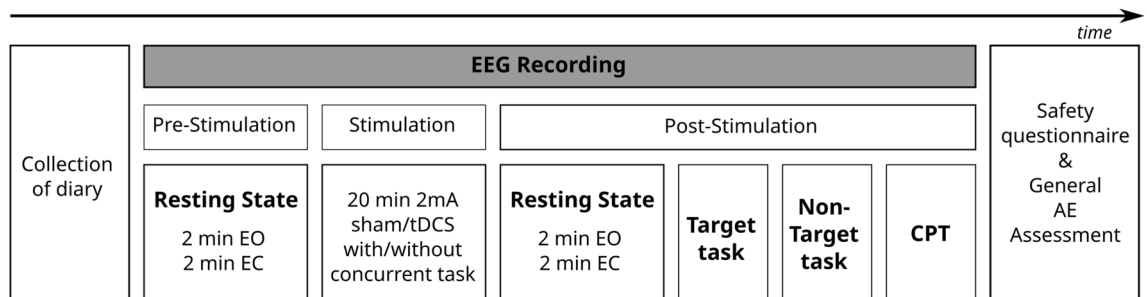 time
EEG Recording
Pre-Stimulation
Stimulation
Post-Stimulation
Collection
of diary
Resting State
2 min EO
2 min EC
20 min 2mA
sham/tDCS
with/without
concurrent task
Resting State
2 min EO
2 min EC
Target
task
Non-
Target
task
CPT
Safety
questionnaire
&
General
AE
Assessment